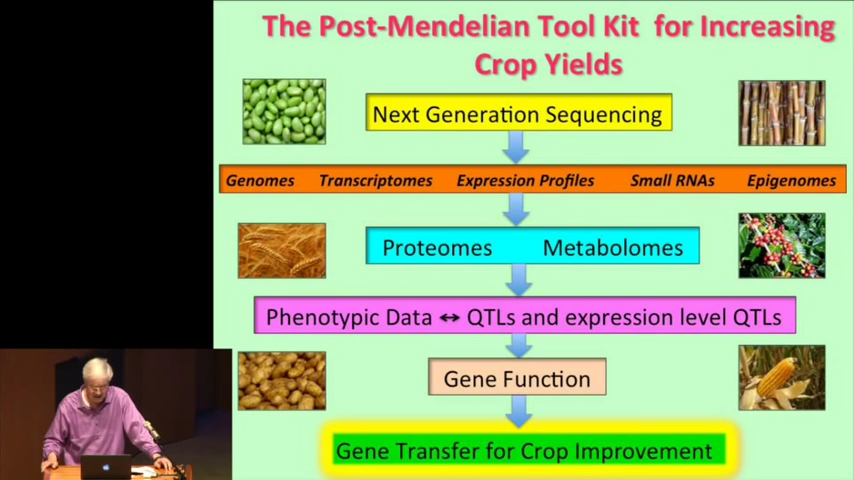 The Post-Mendelian Tool Kit for Increasing
Crop Yields
Next Generation Sequencing
Genomes Transcriptomes Expression Profiles Small RNAs Epigenomes
Proteomes Metabolomes
Phenotypic Data ↔ QTLs and expression level QTLs
Gene Function
Gene Transfer for Crop Improvement